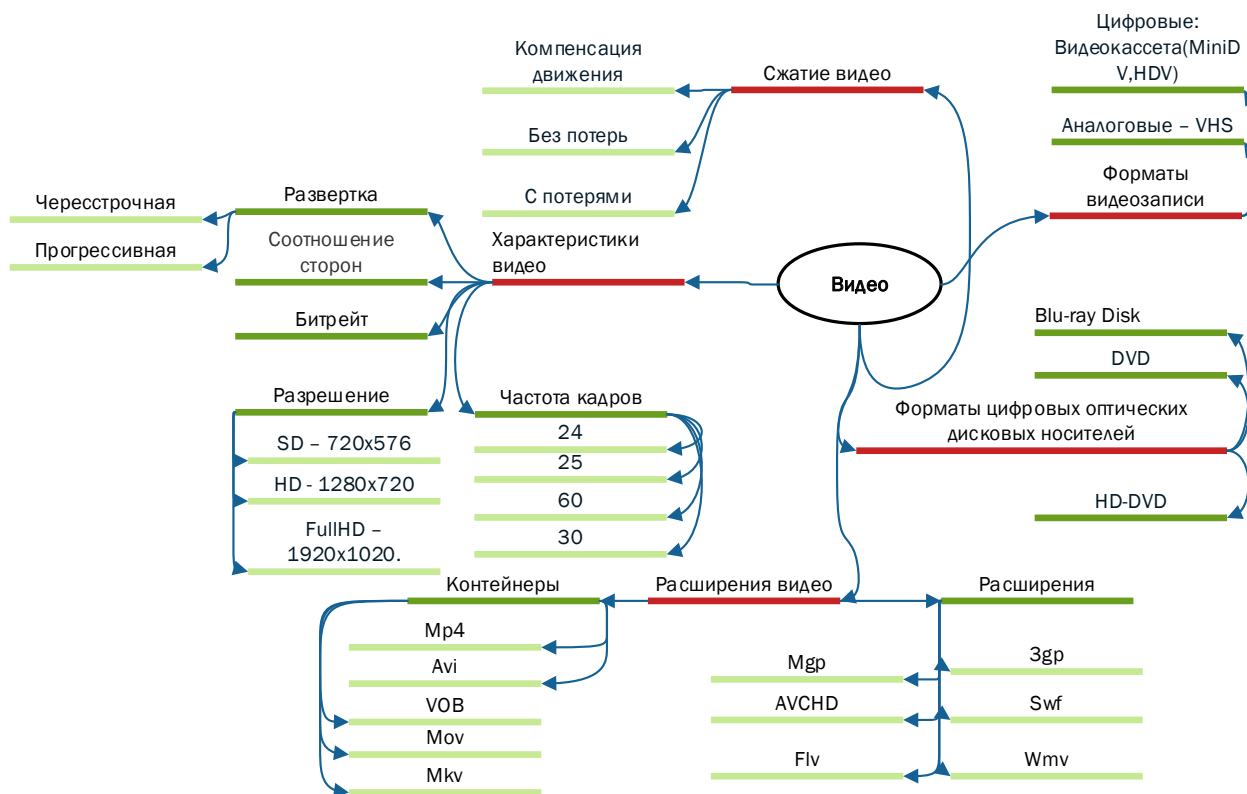 Цифровые:
Видеокассета(MiniD
V,HDV)
Аналоговые – VHS
Форматы
видеозаписи
Компенсация
движения
Сжатие видео
Без потерь
С потерями
Развертка
Чересстрочная
Прогрессивная
Соотношение
сторон
Характеристики
видео
Видео
Битрейт
Blu-ray Disk
DVD
Форматы цифровых оптических
дисковых носителей
HD-DVD
Разрешение
SD – 720x576
HD - 1280x720
FullHD –
1920x1020.
Частота кадров
24
25
60
30
Контейнеры
Расширения видео
Расширения
Mp4
Avi
VOB
Mov
Mkv
Mgp
AVCHD
Flv
3gp
Swf
Wmv